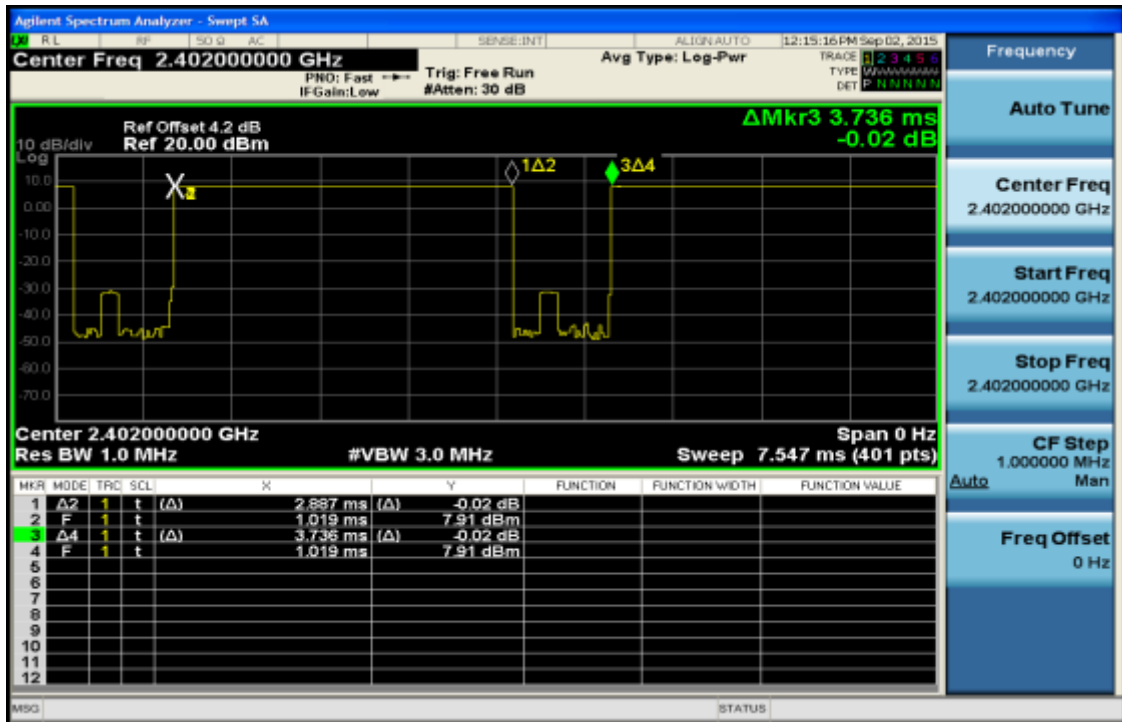 Agilent Spectrum Analyzer - Swept SA
RL RF 50 Ω AC SENSE:INT ALIGN AUTO 12:15:16 PM Sep 02, 2015
Center Freq 2.402000000 GHz
PNO: Fast
IFGain:Low
Trig: Free Run
#Atten: 30 dB
Avg Type: Log-Pwr
TRACE 1 2 3 4 5 6
TYPE
DET P N N N N N
Frequency
ΔMkr3 3.736 ms
-0.02 dB
Ref Offset 4.2 dB
10 dB/div Ref 20.00 dBm
Log
1Δ2
3Δ4
10.0
0.00
-10.0
-20.0
-30.0
-40.0
-50.0
-60.0
-70.0
Center 2.402000000 GHz Span 0 Hz
Res BW 1.0 MHz #VBW 3.0 MHz Sweep 7.547 ms (401 pts)
MKR MODE TRC SCL X Y FUNCTION FUNCTION WIDTH FUNCTION VALUE
1 Δ2 1 t (Δ) 2.887 ms (Δ) -0.02 dB
2 F 1 t 1.019 ms 7.91 dBm
3 Δ4 1 t (Δ) 3.736 ms (Δ) -0.02 dB
4 F 1 t 1.019 ms 7.91 dBm
5
6
7
8
9
10
11
12
MSG STATUS
Auto Tune
Center Freq
2.402000000 GHz
Start Freq
2.402000000 GHz
Stop Freq
2.402000000 GHz
CF Step
1.000000 MHz
Auto Man
Freq Offset
0 Hz